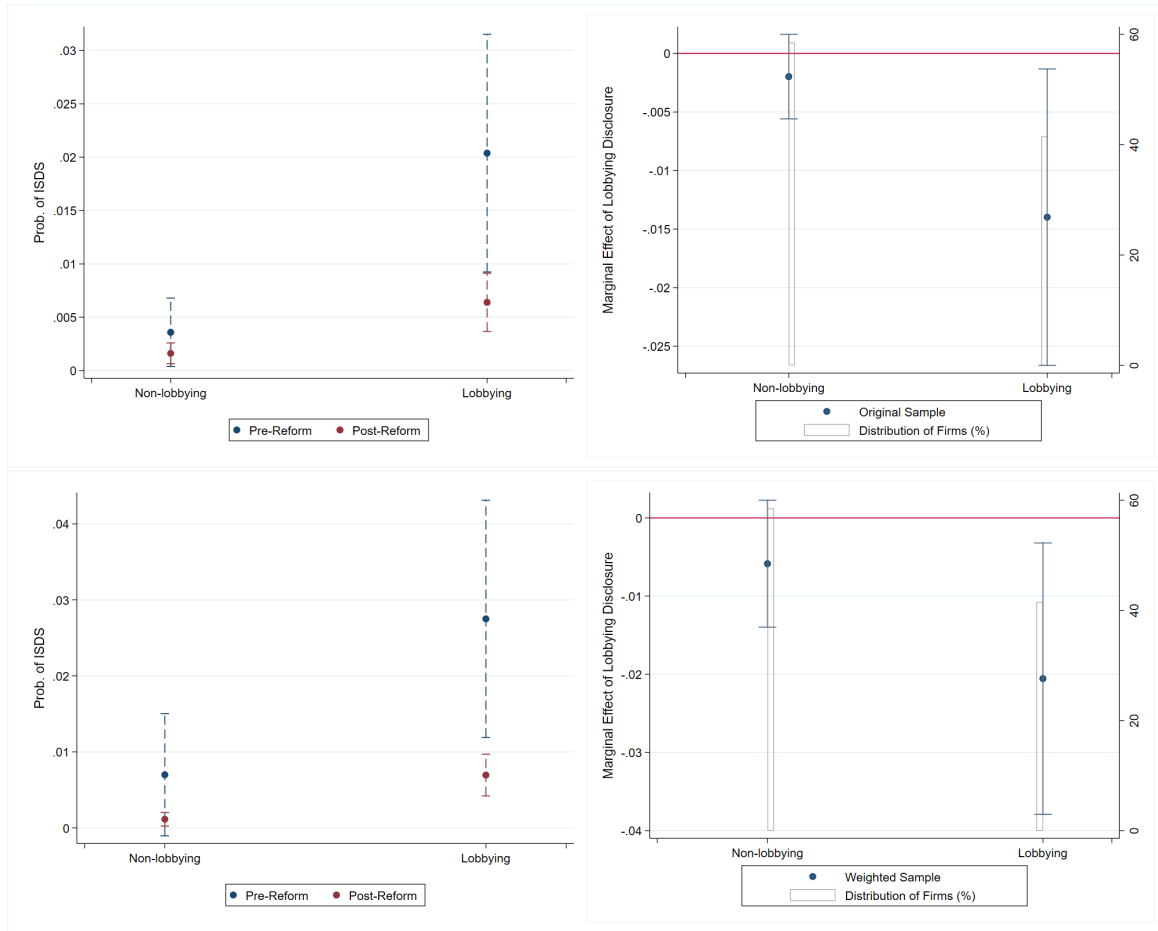 Prob. of ISDS
.03
.025
.02
.015
.01
.005
0
Non-lobbying
Lobbying
Pre-Reform
Post-Reform
Marginal Effect of Lobbying Disclosure
0
-.005
-.01
-.015
-.02
-.025
60
40
20
0
Non-lobbying
Lobbying
Original Sample
Distribution of Firms (%)
Prob. of ISDS
.04
.03
.02
.01
0
Non-lobbying
Lobbying
Pre-Reform
Post-Reform
Marginal Effect of Lobbying Disclosure
0
-.01
-.02
-.03
-.04
60
40
20
0
Non-lobbying
Lobbying
Weighted Sample
Distribution of Firms (%)